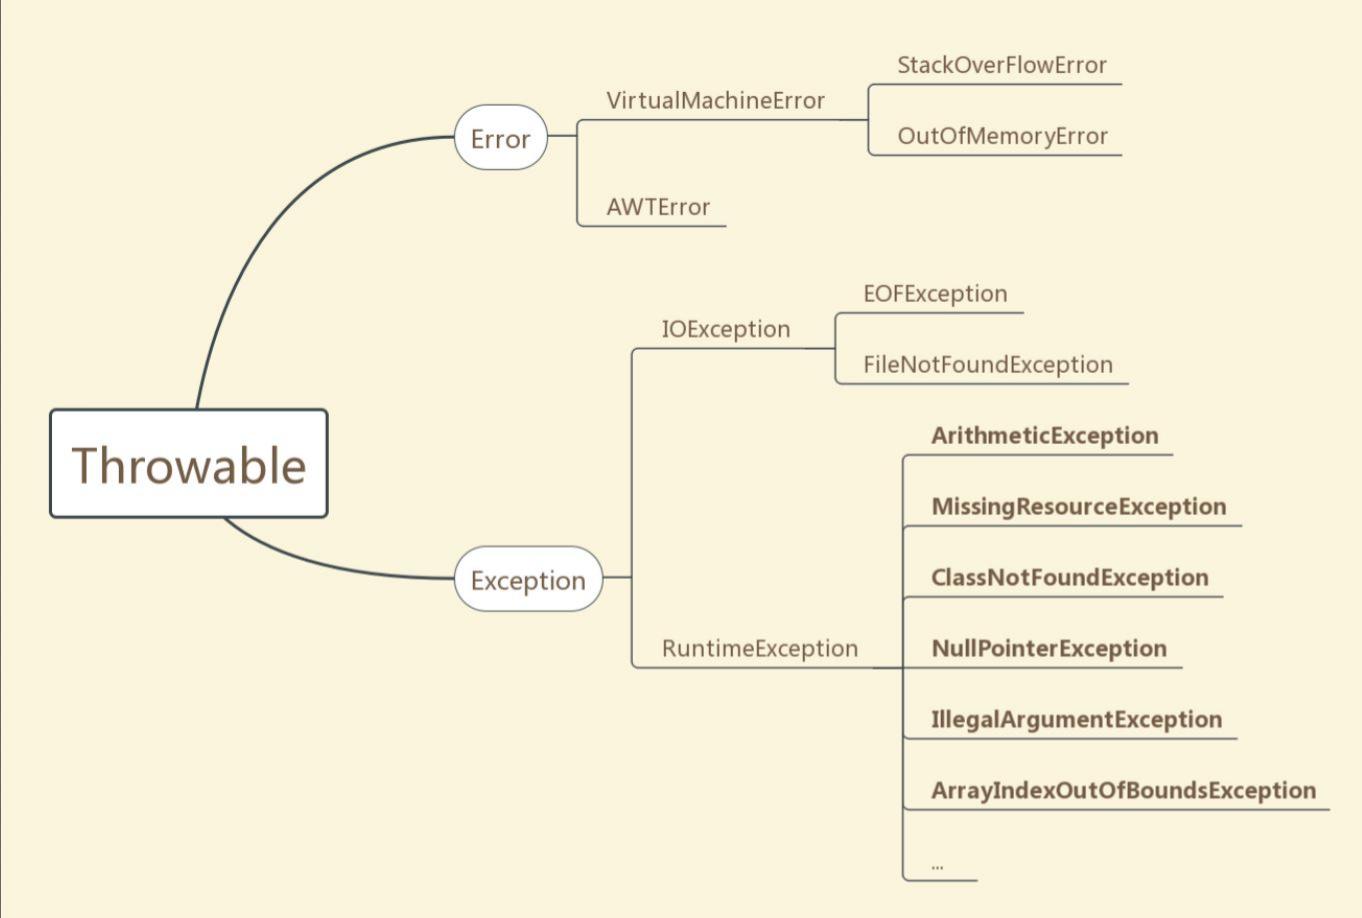 Throwable
Error
VirtualMachineError
StackOverFlowError
OutOfMemoryError
AWTError
Exception
IOException
EOFException
FileNotFoundException
RuntimeException
ArithmeticException
MissingResourceException
ClassNotFoundException
NullPointerException
IllegalArgumentException
ArrayIndexOutOfBoundsException
...